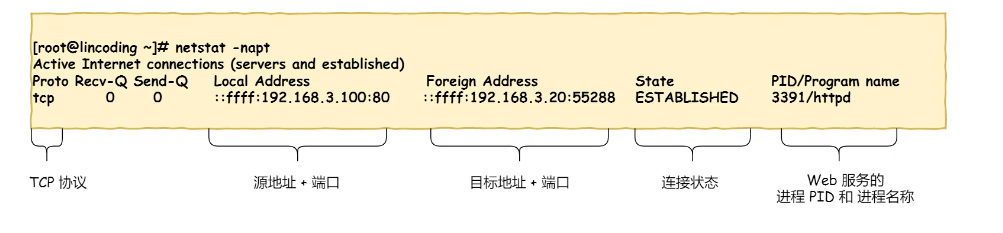 [root@lincoding ~]# netstat -napt
Active Internet connections (servers and established)
Proto Recv-Q Send-Q Local Address Foreign Address State PID/Program name
tcp 0 0 ::ffff:192.168.3.100:80 ::ffff:192.168.3.20:55288 ESTABLISHED 3391/httpd
TCP 协议 源地址 + 端口 目标地址 + 端口 连接状态 Web 服务的
进程 PID 和 进程名称